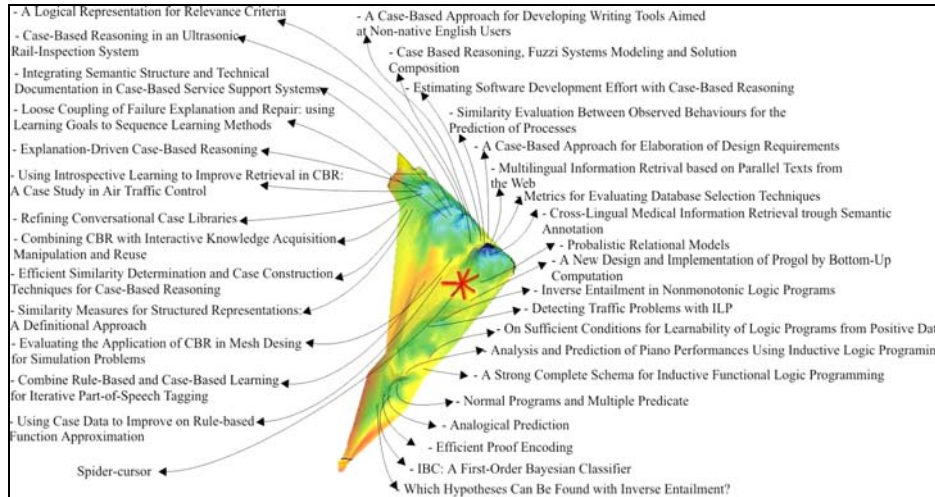 - A Logical Representation for Relevance Criteria
- Case-Based Reasoning in an Ultrasonic
Rail-Inspection System
- Integrating Semantic Structure and Technical
Documentation in Case-Based Service Support Systems
- Loose Coupling of Failure Explanation and Repair: using
Learning Goals to Sequence Learning Methods
- Explanation-Driven Case-Based Reasoning
- Using Introspective Learning to Improve Retrieval in CBR:
A Case Study in Air Traffic Control
- Refining Conversational Case Libraries
- Combining CBR with Interactive Knowledge Acquisition
Manipulation and Reuse
- Efficient Similarity Determination and Case Construction
Techniques for Case-Based Reasoning
- Similarity Measures for Structured Representations:
A Definitional Approach
- Evaluating the Application of CBR in Mesh Desing
for Simulation Problems
- Combine Rule-Based and Case-Based Learning
for Iterative Part-of-Speech Tagging
- Using Case Data to Improve on Rule-based
Function Approximation
Spider-cursor
- A Case-Based Approach for Developing Writing Tools Aimed
at Non-native English Users
- Case Based Reasoning, Fuzzi Systems Modeling and Solution
Composition
- Estimating Software Development Effort with Case-Based Reasoning
- Similarity Evaluation Between Observed Behaviours for the
Prediction of Processes
- A Case-Based Approach for Elaboration of Design Requirements
- Multilingual Information Retrival based on Parallel Texts from
the Web
Metrics for Evaluating Database Selection Techniques
- Cross-Lingual Medical Information Retrieval trough Semantic
Annotation
- Probalistic Relational Models
- A New Design and Implementation of Progol by Bottom-Up
Computation
- Inverse Entailment in Nonmonotonic Logic Programs
- Detecting Traffic Problems with ILP
- On Sufficient Conditions for Learnability of Logic Programs from Positive Dat
- Analysis and Prediction of Piano Performances Using Inductive Logic Programin
- A Strong Complete Schema for Inductive Functional Logic Programming
- Normal Programs and Multiple Predicate
- Analogical Prediction
- Efficient Proof Encoding
- IBC: A First-Order Bayesian Classifier
- Which Hypotheses Can Be Found with Inverse Entailment?